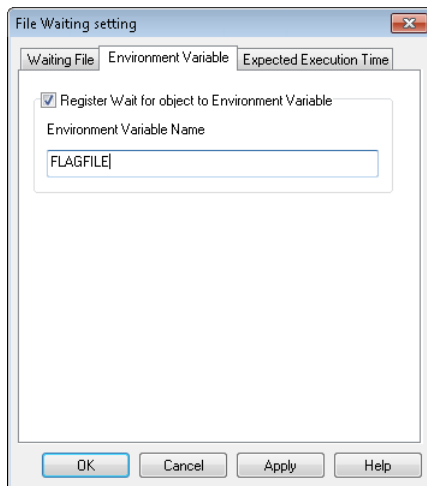 File Waiting setting
Waiting File Environment Variable Expected Execution Time
Register Wait for object to Environment Variable
Environment Variable Name
FLAGFILE
OK Cancel Apply Help